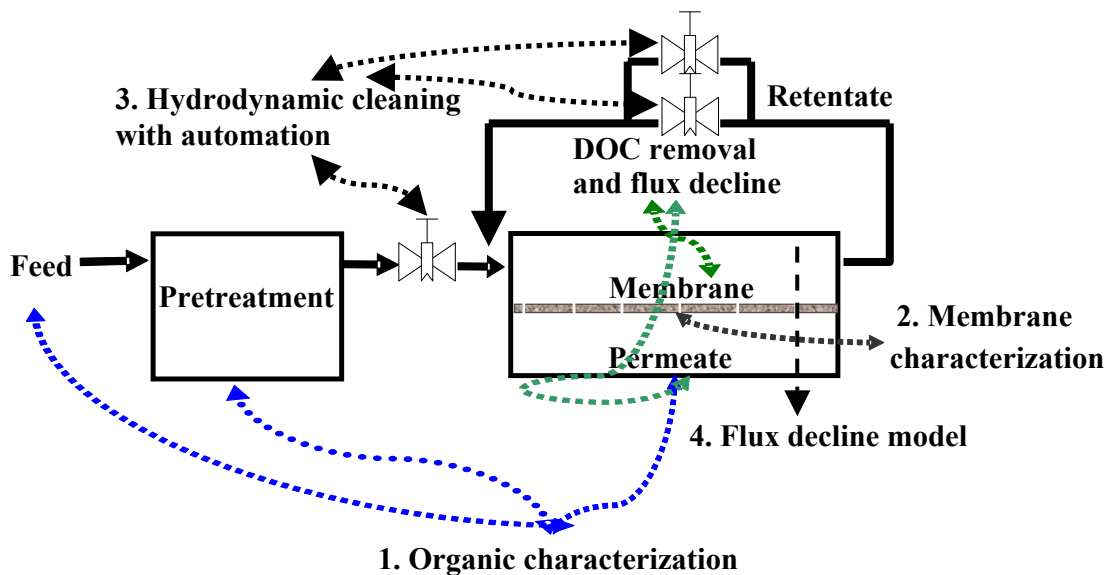 3. Hydrodynamic cleaning
with automation
Retentate
DOC removal
and flux decline
Feed
Pretreatment
Membrane
2. Membrane
characterization
Permeate
4. Flux decline model
1. Organic characterization